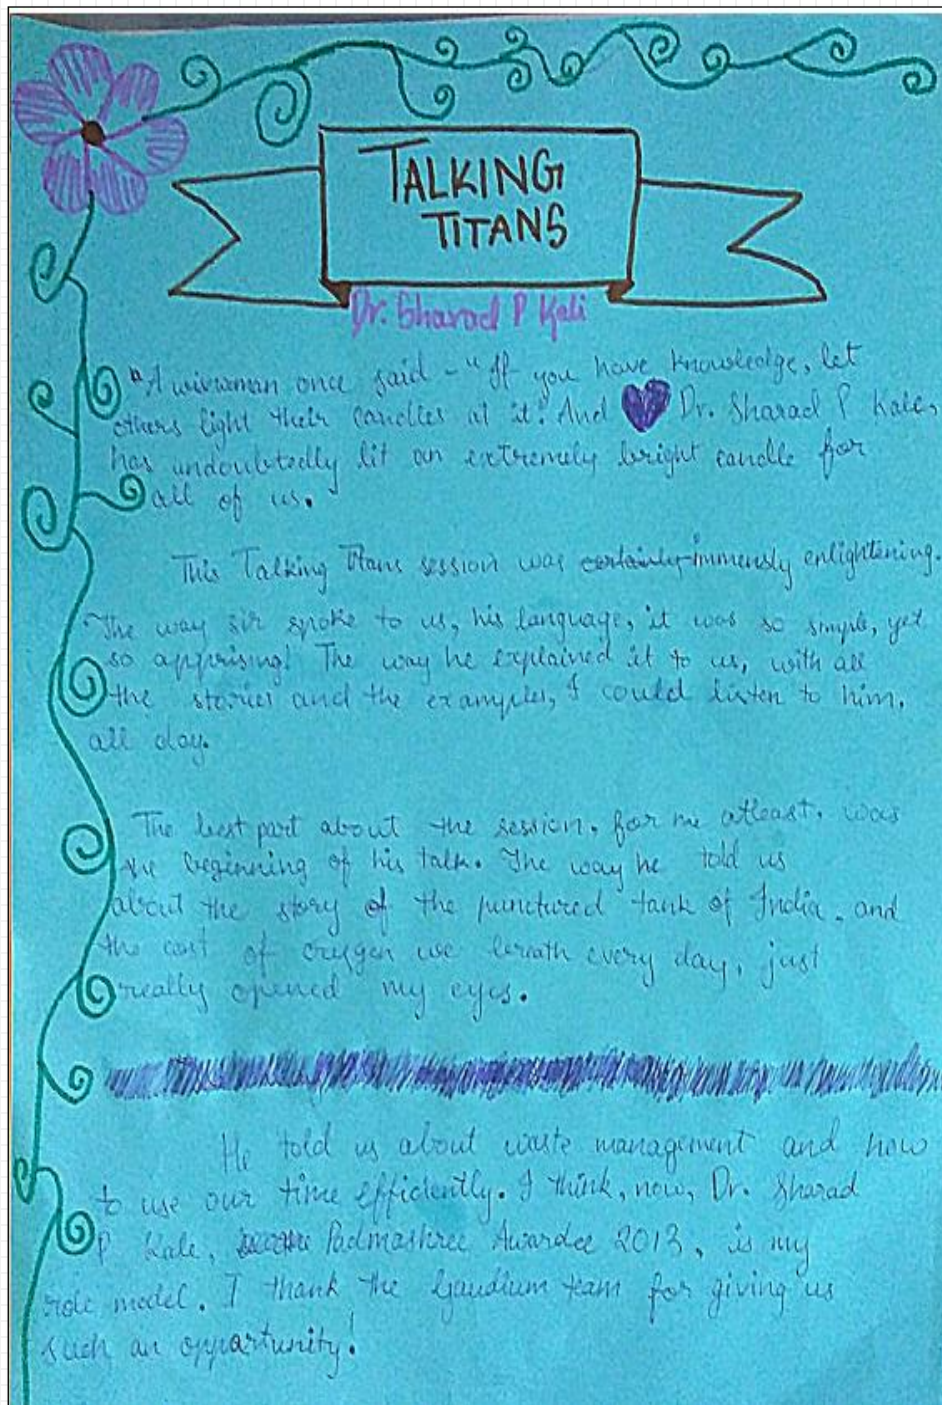 TALKING
TITANS
Dr. Sharad P Kali
"A wiseman once said - "If you have knowledge, let
others light their candles at it. And Dr. Sharad P Kale,
has undoubtedly lit an extremely bright candle for
all of us.
This Talking Titans session was certainly immensly enlightening.
The way sir spoke to us, his language, it was so simple, yet
so apprising! The way he explained it to us, with all
the stories and the examples, I could listen to him,
all day.
The best part about the session, for me atleast, was
the beginning of his talk. The way he told us
about the story of the punctured tank of India, and
the cost of oxygen we breath every day, just
really opened my eyes.
He told us about waste management and how
to use our time efficiently. I think, now, Dr. Sharad
P Kale, Padmashree Awardee 2013, is my
role model. I thank the Gaudium team for giving us
such an opportunity!